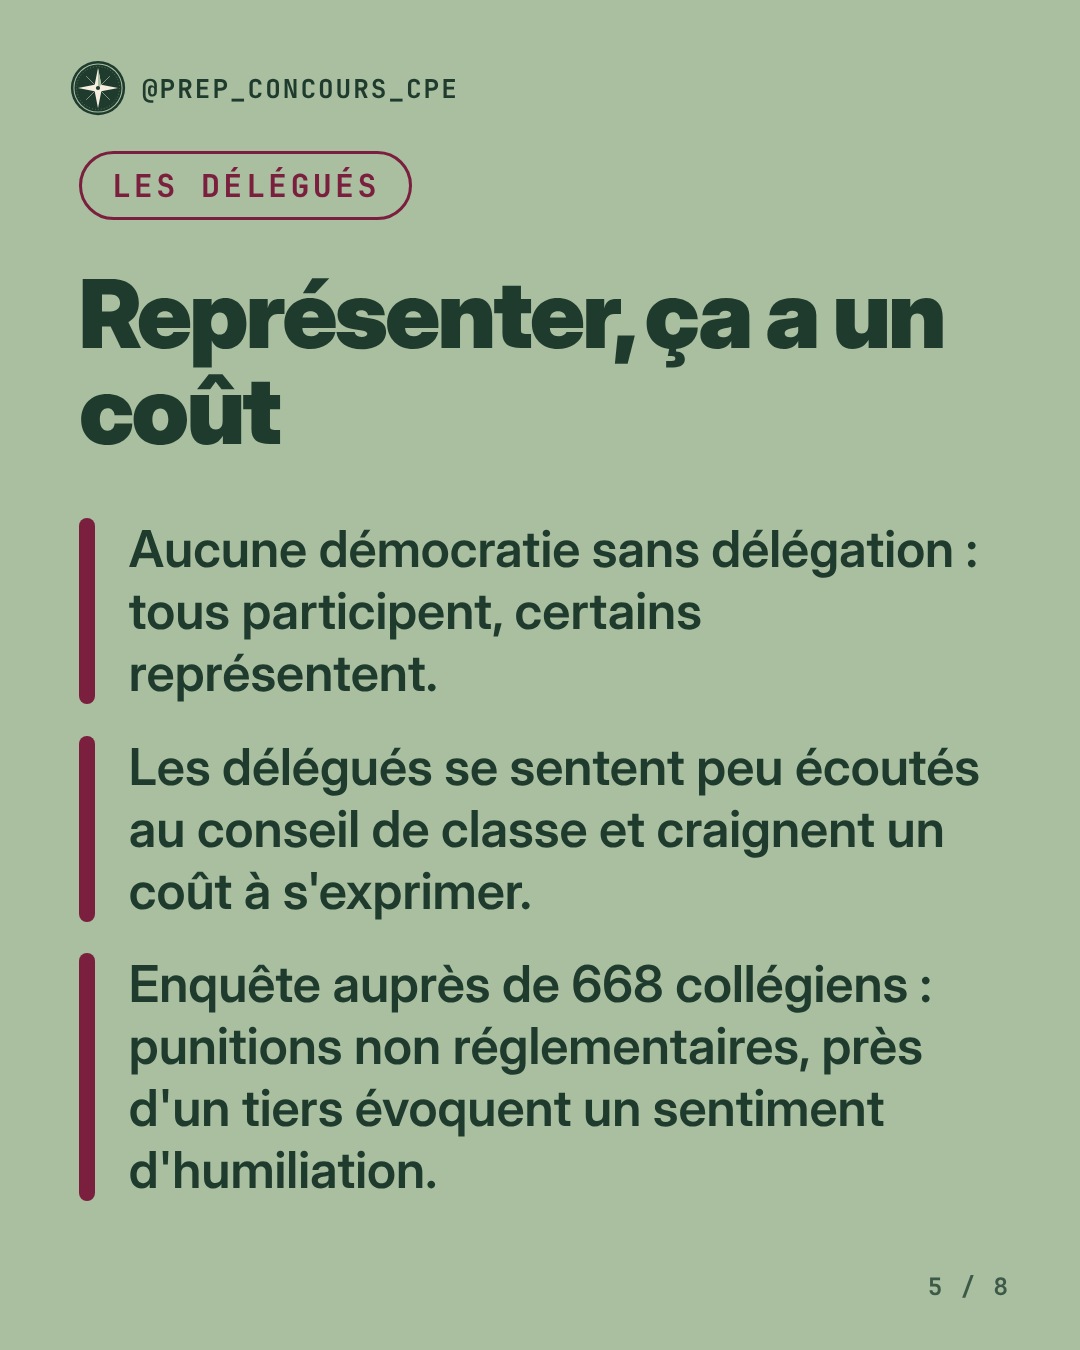 @PREP_CONCOURS_CPE
LES DÉLÉGUÉS
Représenter, ça a un
coût
Aucune démocratie sans délégation :
tous participent, certains
représentent.
Les délégués se sentent peu écoutés
au conseil de classe et craignent un
coût à s'exprimer.
Enquête auprès de 668 collégiens :
punitions non réglementaires, près
d'un tiers évoquent un sentiment
d'humiliation.
5 / 8